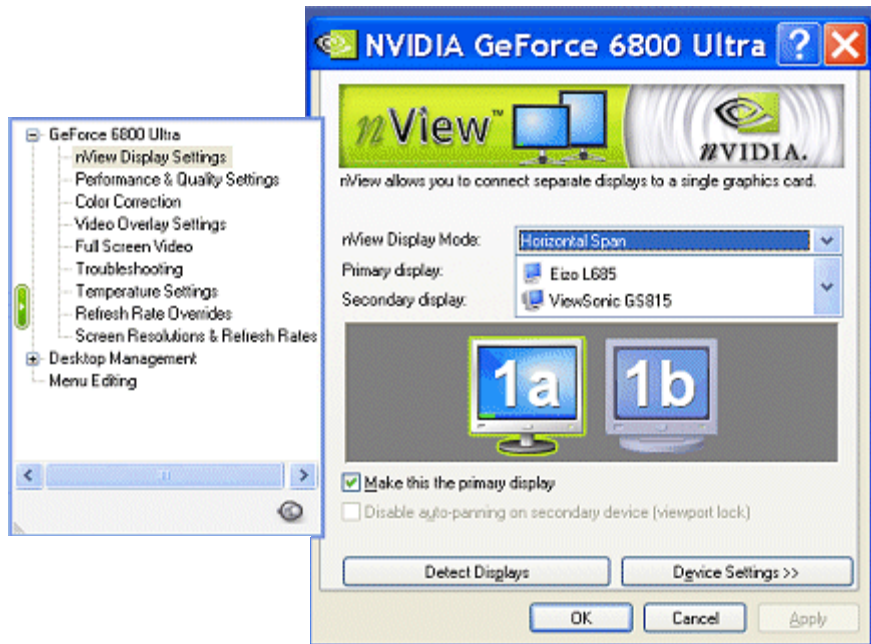 GeForce 6800 Ultra
nView Display Settings
Performance & Quality Settings
Color Correction
Video Overlay Settings
Full Screen Video
Troubleshooting
Temperature Settings
Refresh Rate Overrides
Screen Resolutions & Refresh Rates
Desktop Management
Menu Editing
NVIDIA GeForce 6800 Ultra ? X
nView™
NVIDIA.
nView allows you to connect separate displays to a single graphics card.
nView Display Mode: Horizontal Span
Primary display: Eizo L685
Secondary display: ViewSonic GS815
1a 1b
Make this the primary display
Disable auto-panning on secondary device (viewport lock)
Detect Displays Device Settings >>
OK Cancel Apply